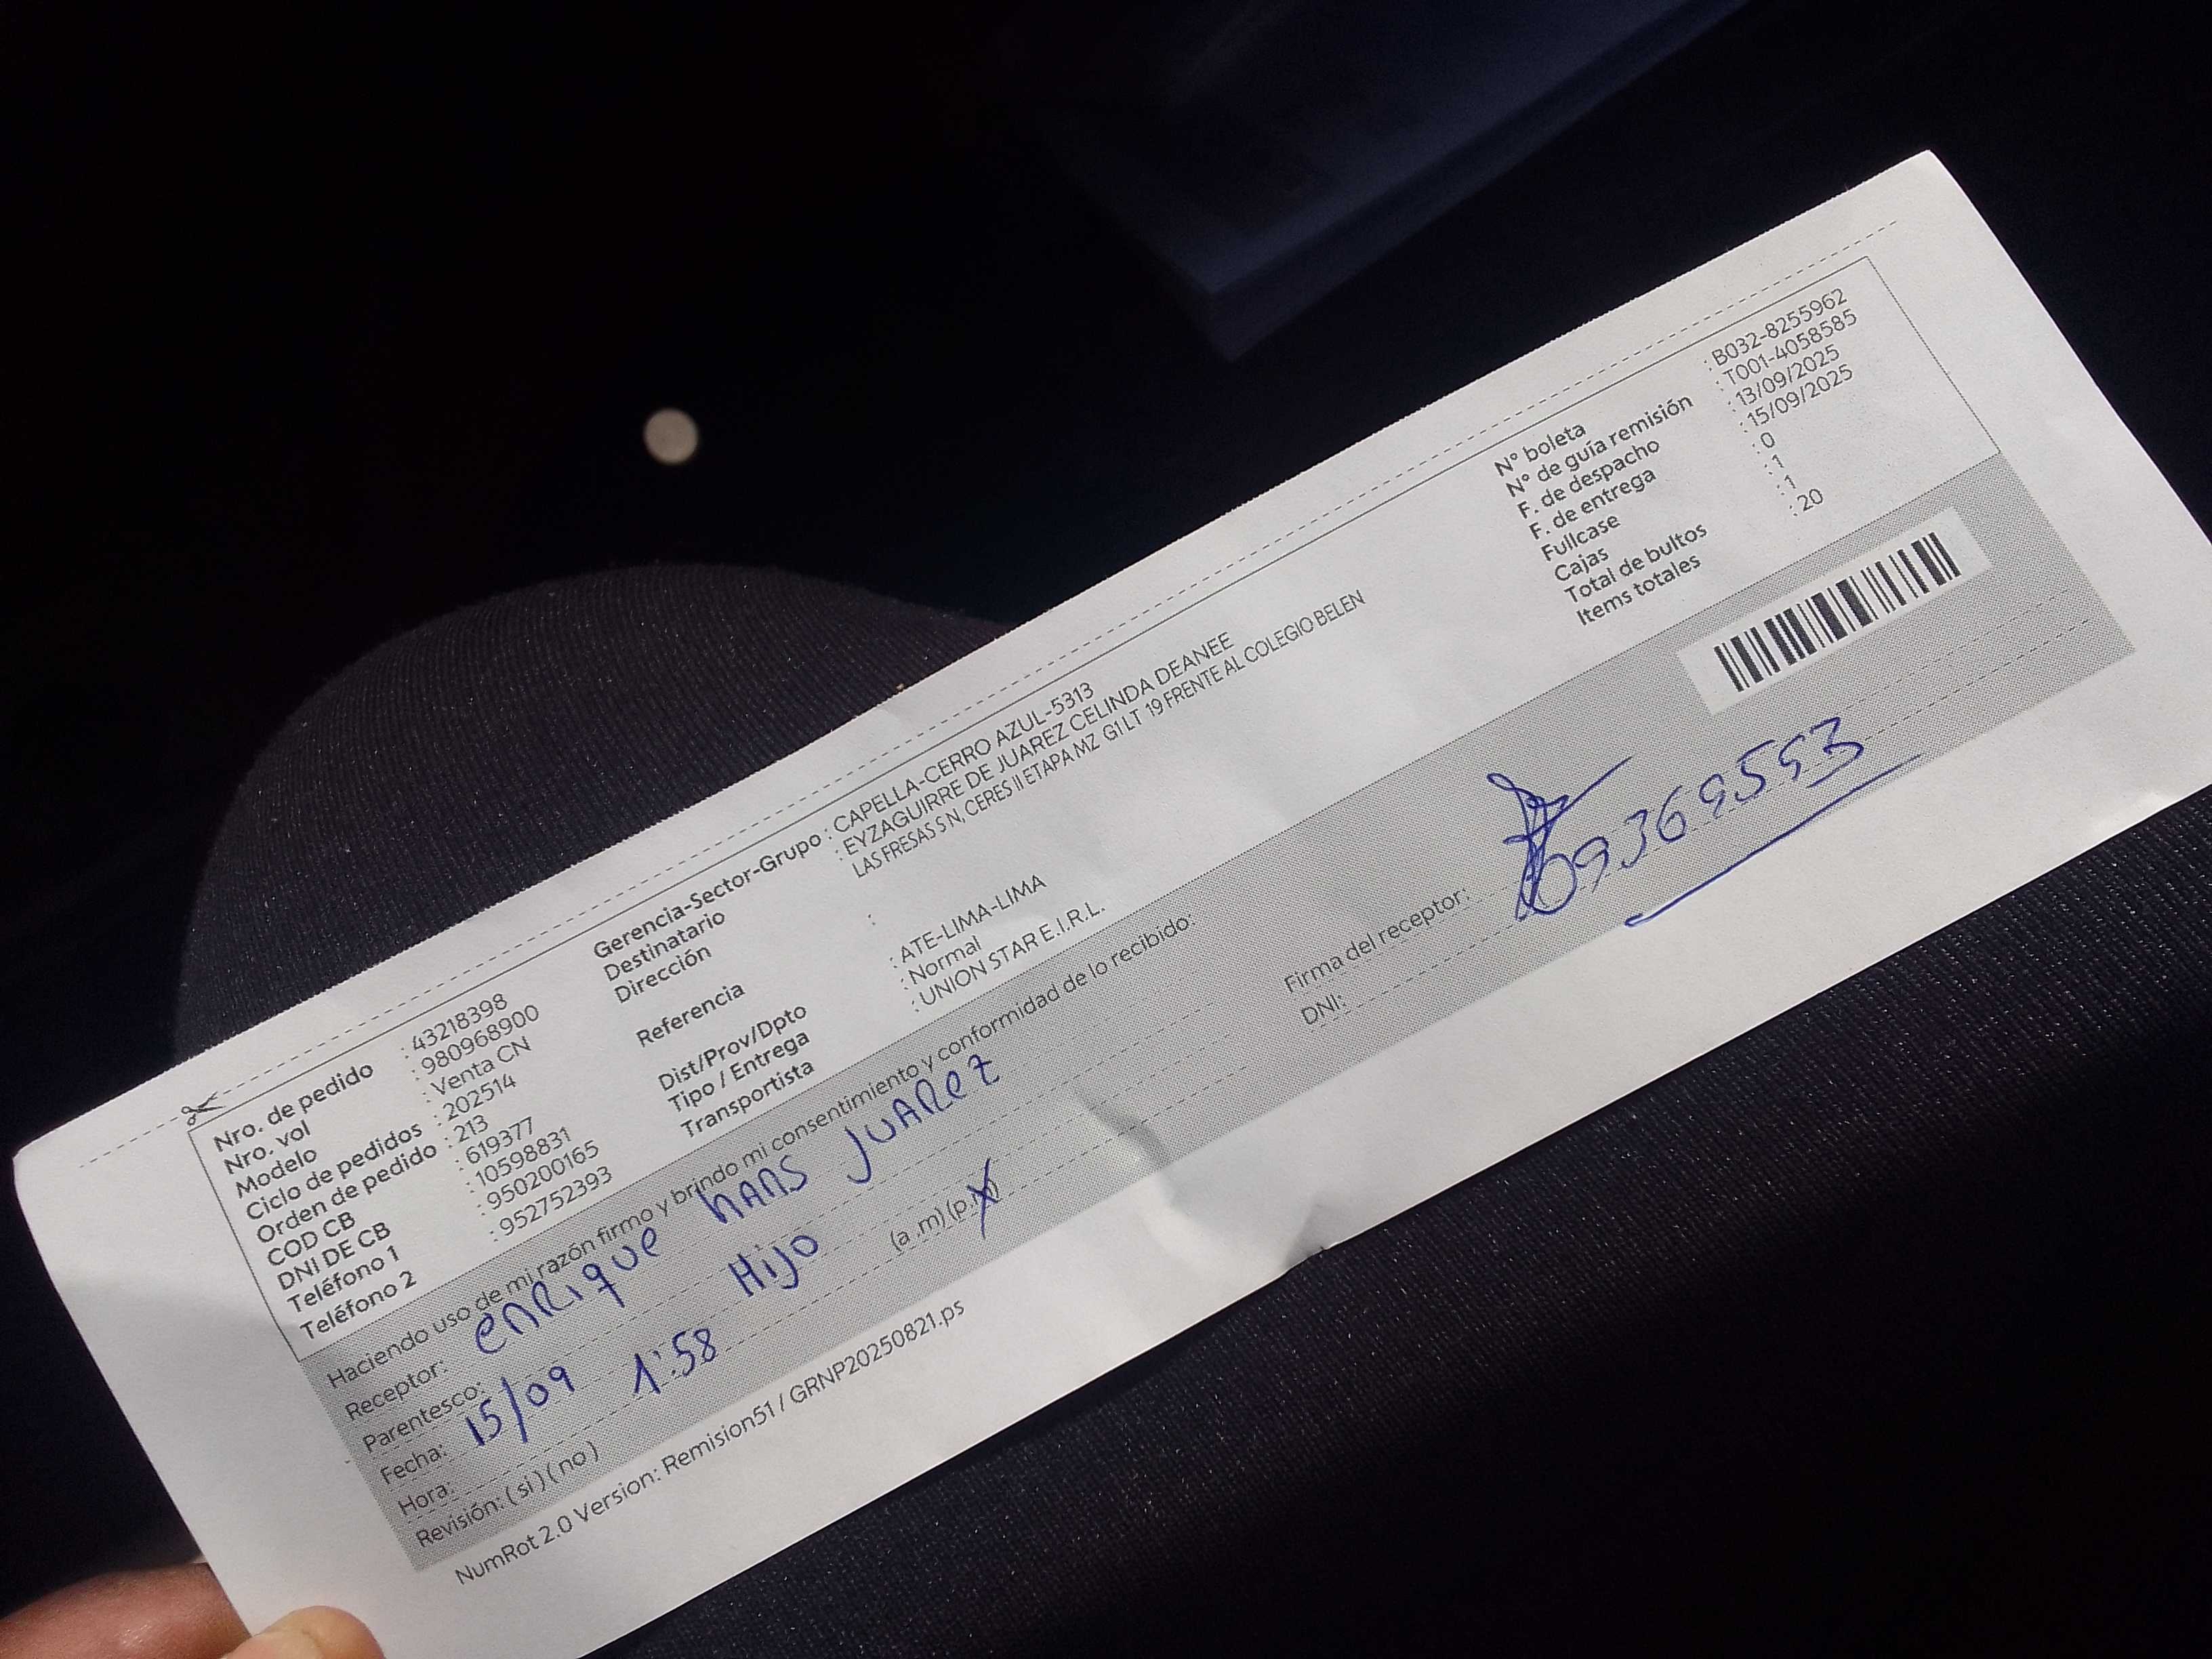 Nro. de pedido : 43218398
Nro. vol : 980968900
Modelo : Venta CN
Ciclo de pedidos : 202514
Orden de pedido : 213
COD CB : 619377
DNI DE CB : 10598831
Teléfono 1 : 950200165
Teléfono 2 : 952752393
Gerencia-Sector-Grupo : CAPELLA-CERRO AZUL-5313
Destinatario : EYZAGUIRRE DE JUAREZ CELINDA DEANEE
Dirección : LAS FRESAS S N, CERES II ETAPA MZ G1 LT 19 FRENTE AL COLEGIO BELEN
Referencia :
Dist/Prov/Dpto : ATE-LIMA-LIMA
Tipo / Entrega : Normal
Transportista : UNION STAR E.I.R.L.
N° boleta : B032-8255962
N° de guía remisión : T001-4058585
F. de despacho : 13/09/2025
F. de entrega : 15/09/2025
Fullcase : 0
Cajas : 1
Total de bultos : 1
Items totales : 20
Haciendo uso de mi razón firmo y brindo mi consentimiento y conformidad de lo recibido:
Receptor: enRique hAns JuARez
Parentesco: Hijo
Fecha: 15/09
Hora: 1:58 (a .m) (p.m)
Revisión: ( si ) ( no )
Firma del receptor:
DNI: 09369553
NumRot 2.0 Version: Remision51 / GRNP20250821.ps